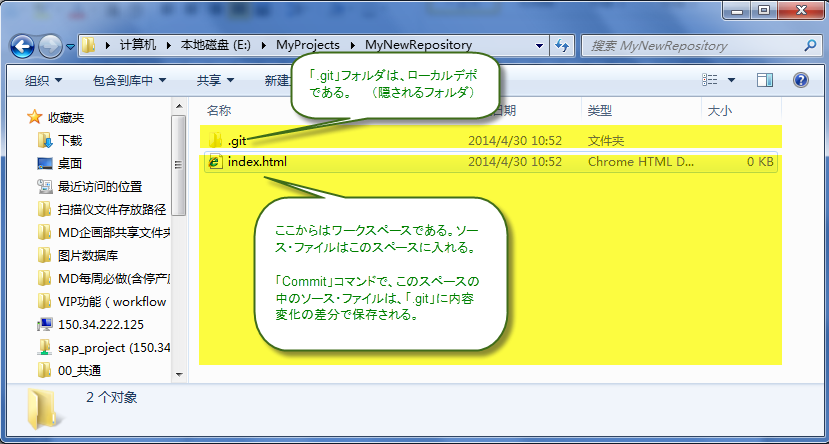 计算机 ▸ 本地磁盘 (E:) ▸ MyProjects ▸ MyNewRepository
搜索 MyNewRepository
组织 包含到库中 共享 新建
「.git」フォルダは、ローカルデポ
である。　（隠されるフォルダ）
名称 日期 类型 大小
.git 2014/4/30 10:52 文件夹
index.html 2014/4/30 10:52 Chrome HTML D... 0 KB
ここからはワークスペースである。ソー
ス・ファイルはこのスペースに入れる。
「Commit」コマンドで、このスペースの
中のソース・ファイルは、「.git」に内容
変化の差分で保存される。
收藏夹
下载
桌面
最近访问的位置
扫描仪文件存放路径
MD企画部共享文件夹
图片数据库
MD每周必做(含停产
VIP功能（workflow
150.34.222.125
sap_project (150.34
00_共通
2 个对象